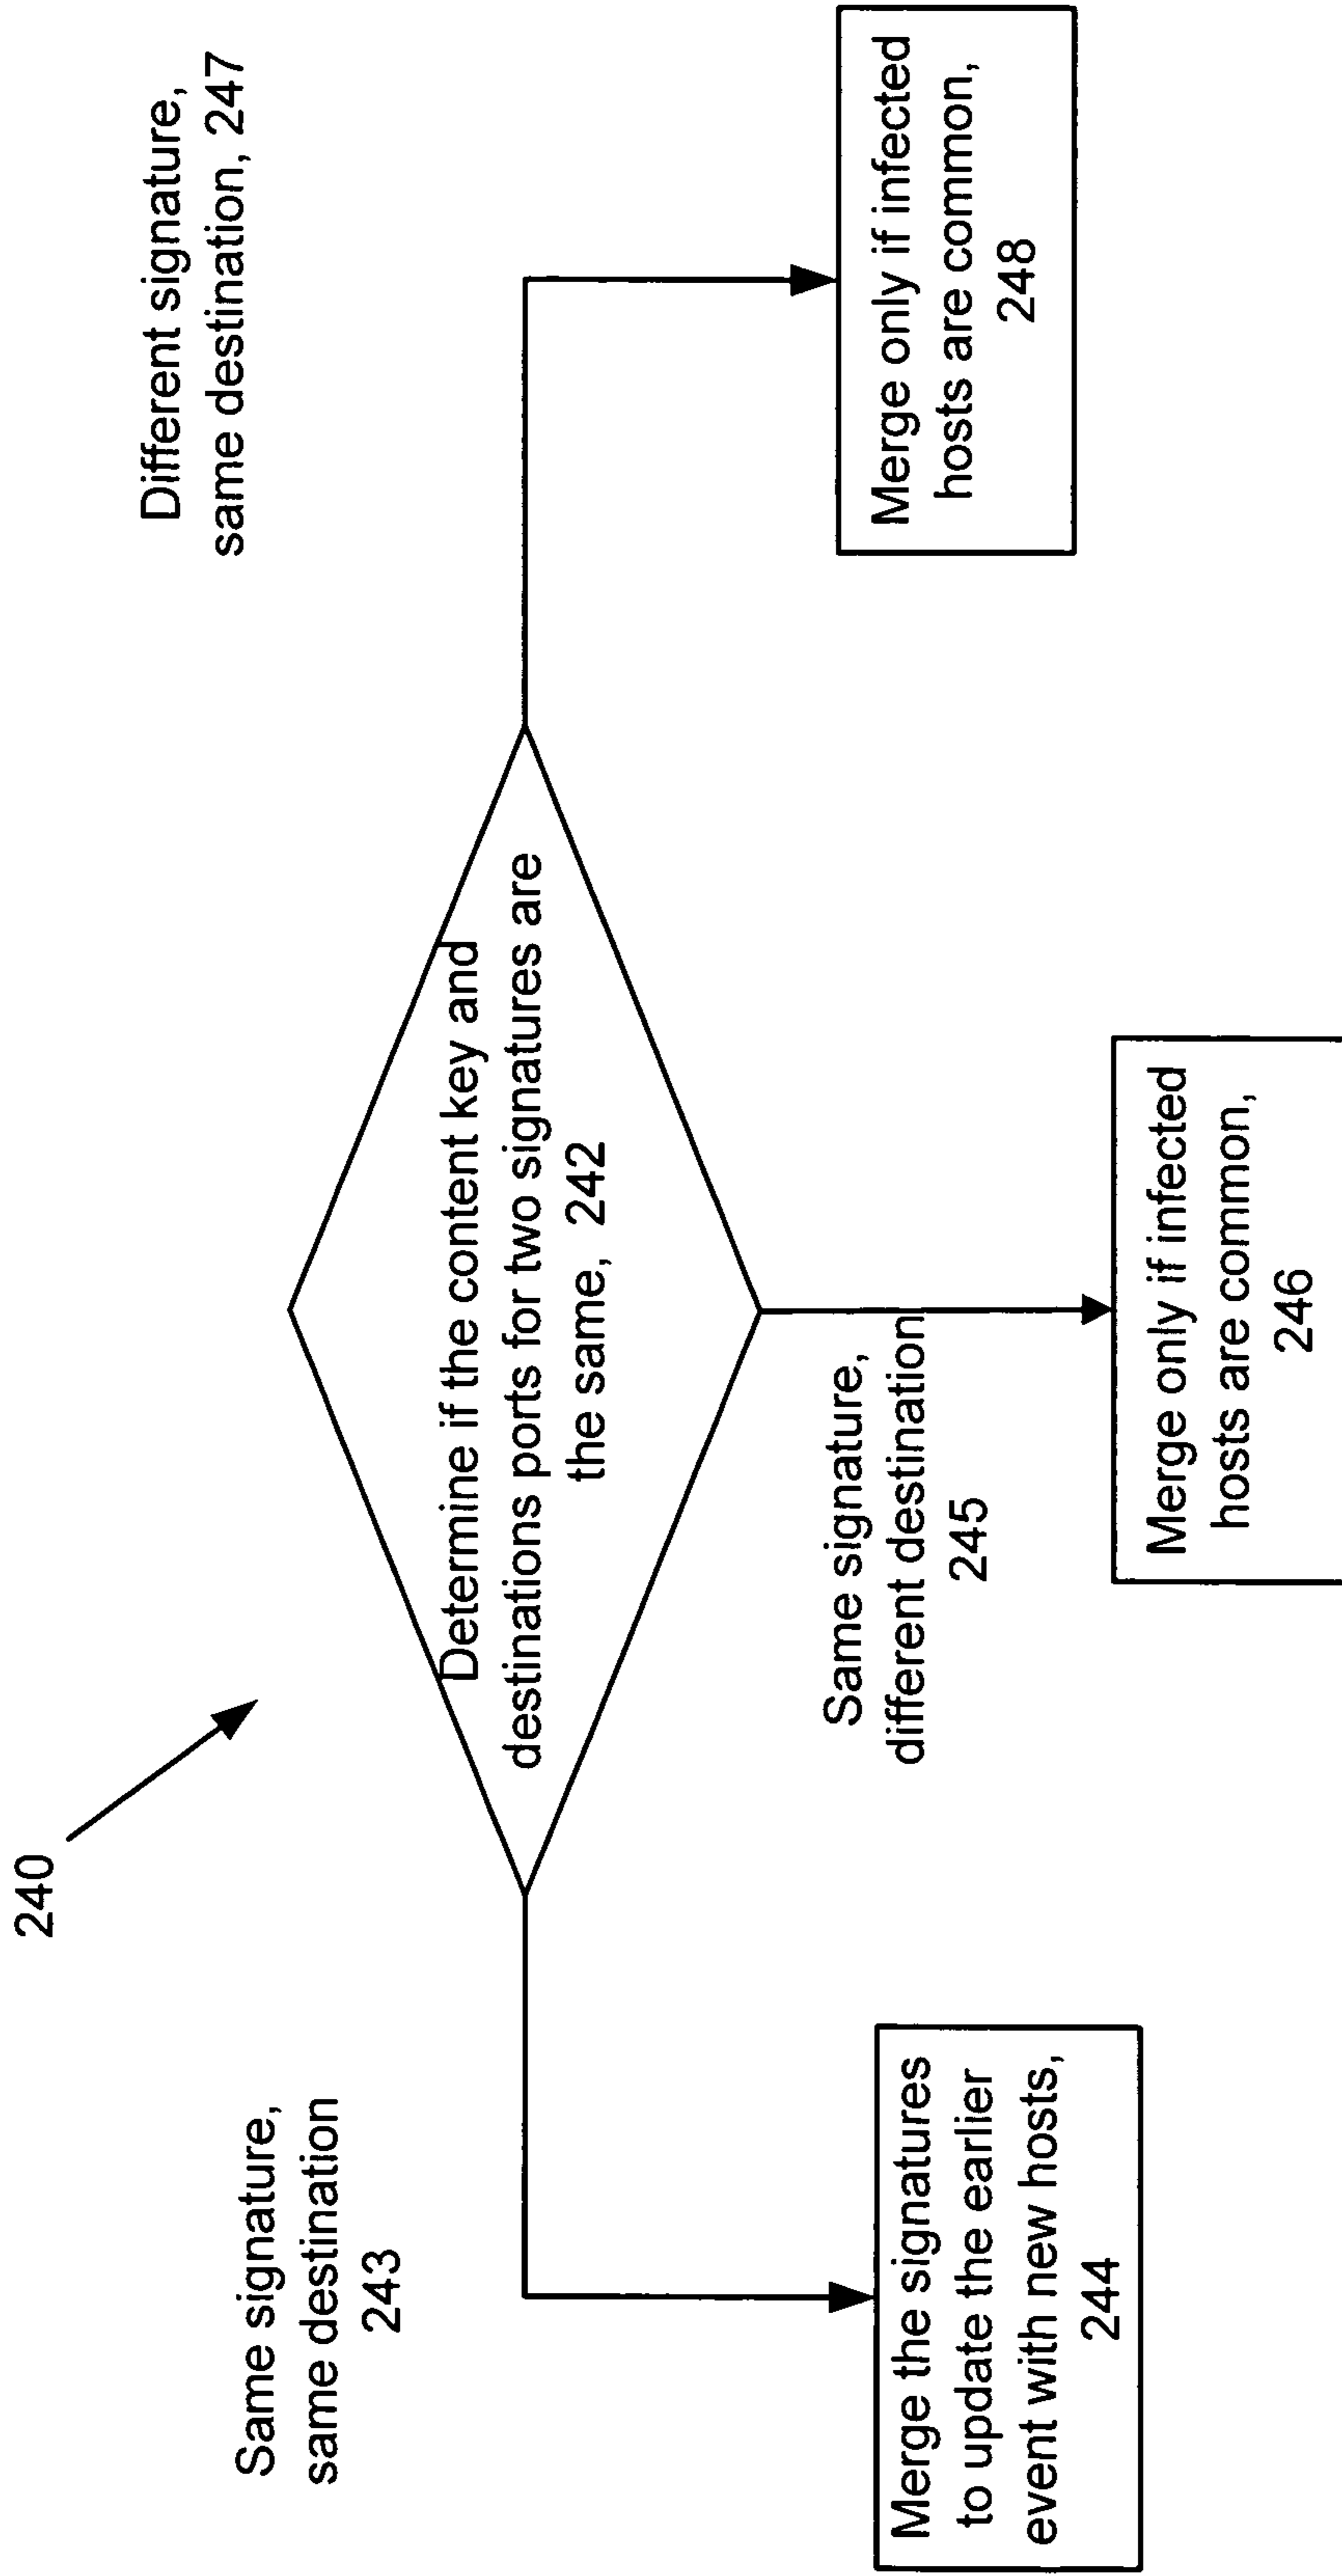 240
Same signature,
same destination
243
Different signature,
same destination, 247
Determine if the content key and
destinations ports for two signatures are
the same, 242
Same signature,
different destination
245
Merge the signatures
to update the earlier
event with new hosts,
244
Merge only if infected
hosts are common,
246
Merge only if infected
hosts are common,
248